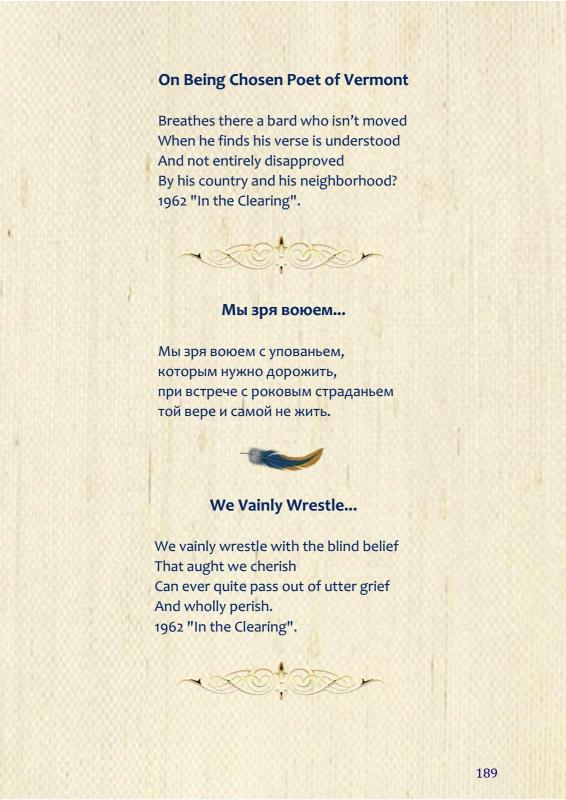 On Being Chosen Poet of Vermont
Breathes there a bard who isn't moved
When he finds his verse is understood
And not entirely disapproved
By his country and his neighborhood?
1962 "In the Clearing".
Мы зря воюем...
Мы зря воюем с упованьем,
которым нужно дорожить,
при встрече с роковым страданьем
той вере и самой не жить.
We Vainly Wrestle...
We vainly wrestle with the blind belief
That aught we cherish
Can ever quite pass out of utter grief
And wholly perish.
1962 "In the Clearing".
189